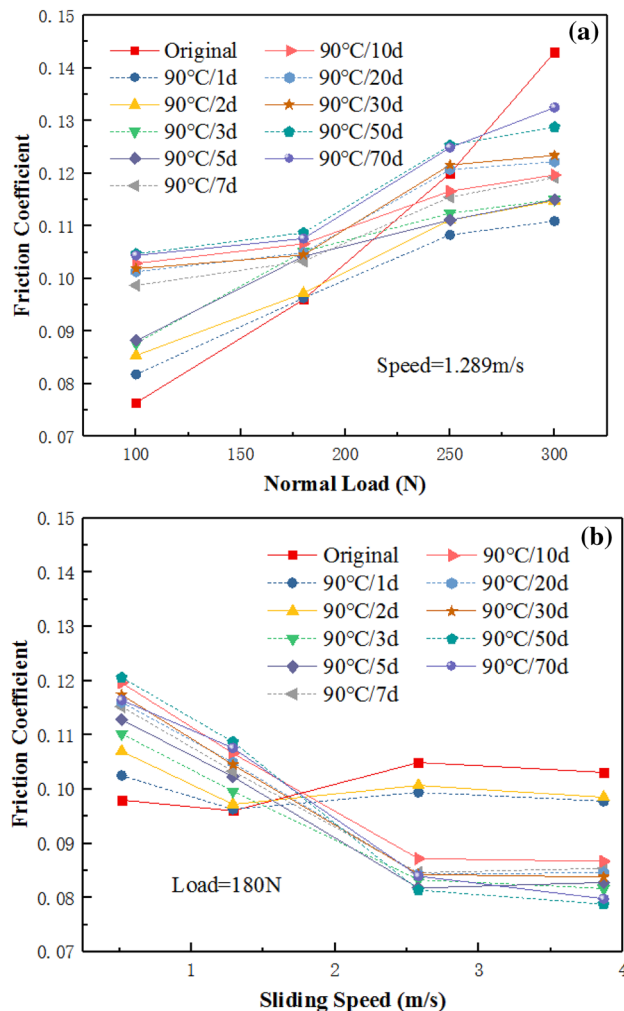 (a)
Original 90°C/10d
90°C/1d 90°C/20d
90°C/2d 90°C/30d
90°C/3d 90°C/50d
90°C/5d 90°C/70d
90°C/7d
Speed=1.289m/s
Friction Coefficient
0.15
0.14
0.13
0.12
0.11
0.10
0.09
0.08
0.07
100 150 200 250 300
Normal Load (N)
(b)
Original 90°C/10d
90°C/1d 90°C/20d
90°C/2d 90°C/30d
90°C/3d 90°C/50d
90°C/5d 90°C/70d
90°C/7d
Load=180N
Friction Coefficient
0.15
0.14
0.13
0.12
0.11
0.10
0.09
0.08
0.07
1 2 3 4
Sliding Speed (m/s)